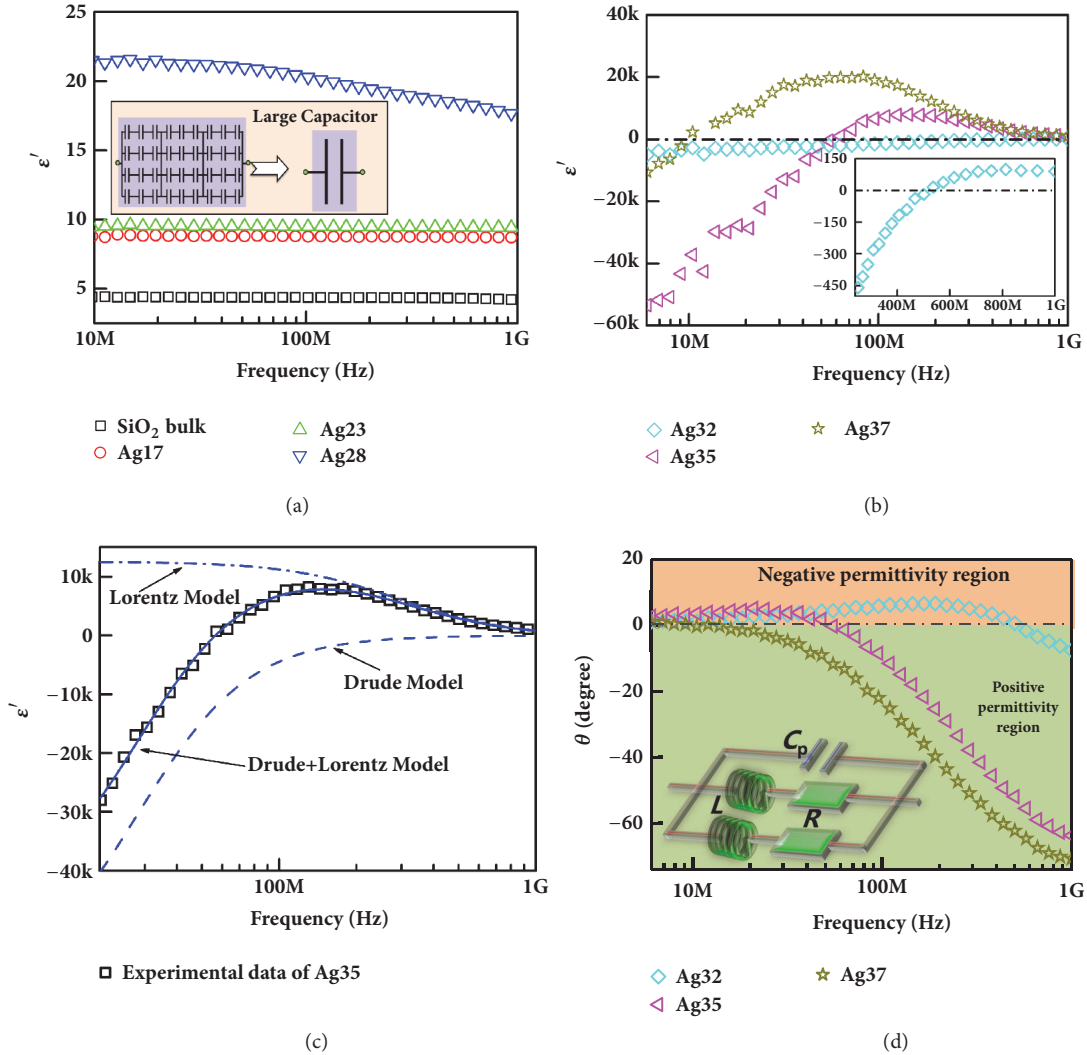 25
20
15
10
5
ε′
Large Capacitor
10M 100M 1G
Frequency (Hz)
SiO₂ bulk
Ag17
Ag23
Ag28
(a)
40k
20k
0
−20k
−40k
−60k
ε′
150
0
−150
−300
−450
400M 600M 800M 1G
10M 100M 1G
Frequency (Hz)
Ag32
Ag35
Ag37
(b)
10k
0
−10k
−20k
−30k
−40k
ε′
Lorentz Model
Drude Model
Drude+Lorentz Model
100M 1G
Frequency (Hz)
Experimental data of Ag35
(c)
20
0
−20
−40
−60
θ (degree)
Negative permittivity region
Positive
permittivity
region
Cp
L
R
10M 100M 1G
Frequency (Hz)
Ag32
Ag35
Ag37
(d)